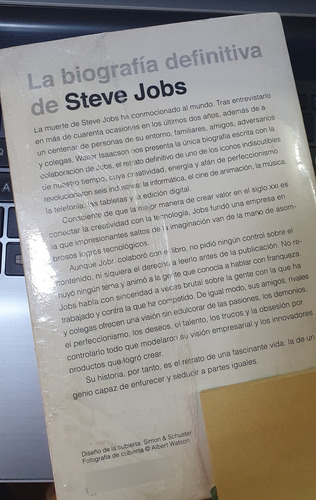 La biografía definitiva
de Steve Jobs
La muerte de Steve Jobs ha conmocionado al mundo. Tras entrevistarlo
en más de cuarenta ocasiones en los últimos dos años, además de a
un centenar de personas de su entorno, familiares, amigos, adversarios
y colegas, Walter Isaacson nos presenta la única biografía escrita con la
colaboración de Jobs, el retrato definitivo de uno de los iconos indiscutibles
de nuestro tiempo, cuya creatividad, energía y afán de perfeccionismo
revolucionaron seis industrias: la informática, el cine de animación, la música,
la telefonía, las tabletas y la edición digital.
Consciente de que la mejor manera de crear valor en el siglo XXI es
conectar la creatividad con la tecnología, Jobs fundó una empresa en
la que impresionantes saltos de la imaginación van de la mano de asom-
brosos logros tecnológicos.
Aunque Jobs colaboró con el libro, no pidió ningún control sobre el
contenido, ni siquiera el derecho a leerlo antes de la publicación. No re-
huyó ningún tema y animó a la gente que conocía a hablar con franqueza.
Jobs habla con sinceridad a veces brutal sobre la gente con la que ha
trabajado y contra la que ha competido. De igual modo, sus amigos, rivales
y colegas ofrecen una visión sin edulcorar de las pasiones, los demonios,
el perfeccionismo, los deseos, el talento, los trucos y la obsesión por
controlarlo todo que modelaron su visión empresarial y los innovadores
productos que logró crear.
Su historia, por tanto, es el retrato de una fascinante vida: la de un
genio capaz de enfurecer y seducir a partes iguales.
Diseño de la cubierta: Simon & Schuster
Fotografía de cubierta © Albert Watson